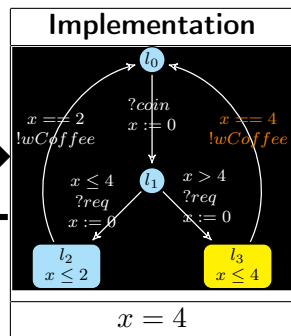 Implementation
l₀
x == 2
!wCoffee
?coin
x := 0
x == 4
!wCoffee
l₁
x ≤ 4
?req
x := 0
x > 4
?req
x := 0
l₂
x ≤ 2
l₃
x ≤ 4
x = 4